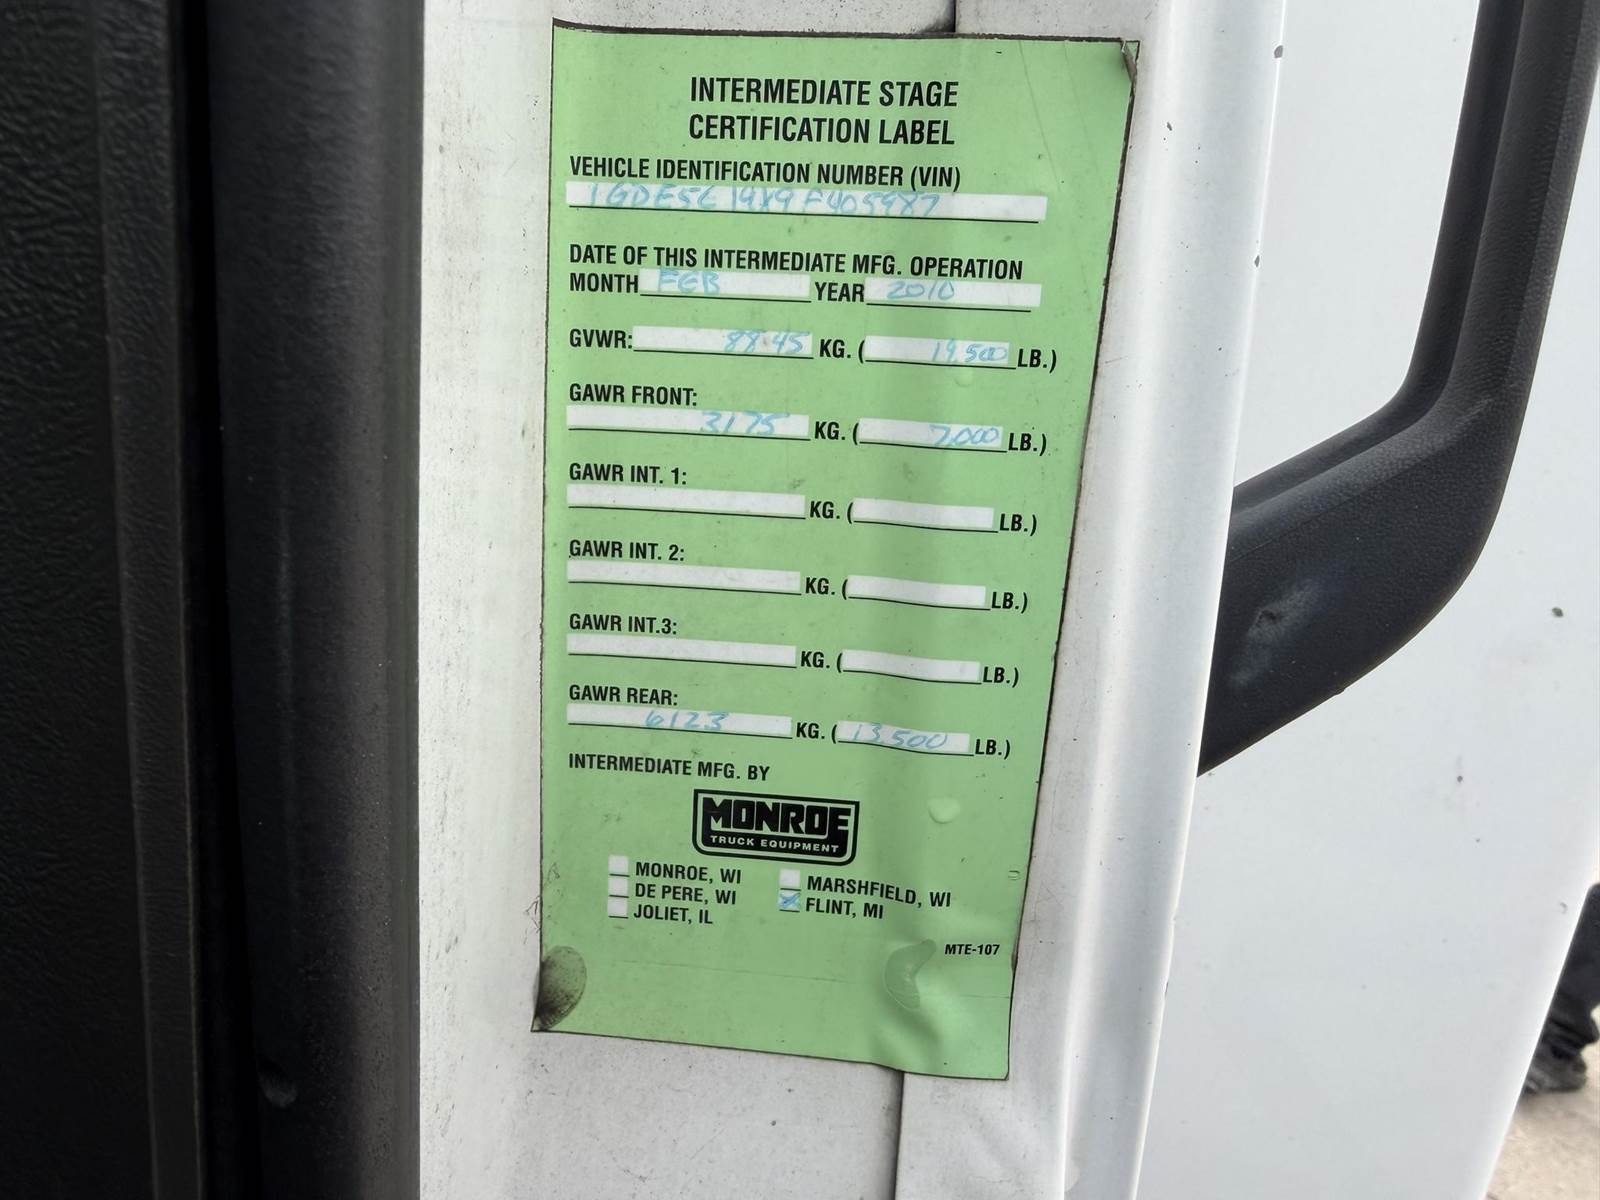 INTERMEDIATE STAGE
CERTIFICATION LABEL
VEHICLE IDENTIFICATION NUMBER (VIN)
1GDE5C19X9F405987
DATE OF THIS INTERMEDIATE MFG. OPERATION
MONTH FEB YEAR 2010
GVWR: 8845 KG. ( 19,500 LB.)
GAWR FRONT:
3175 KG. ( 7,000 LB.)
GAWR INT. 1:
KG. ( LB.)
GAWR INT. 2:
KG. ( LB.)
GAWR INT.3:
KG. ( LB.)
GAWR REAR:
6123 KG. ( 13,500 LB.)
INTERMEDIATE MFG. BY
MONROE
TRUCK EQUIPMENT
MONROE, WI MARSHFIELD, WI
DE PERE, WI X FLINT, MI
JOLIET, IL
MTE-107